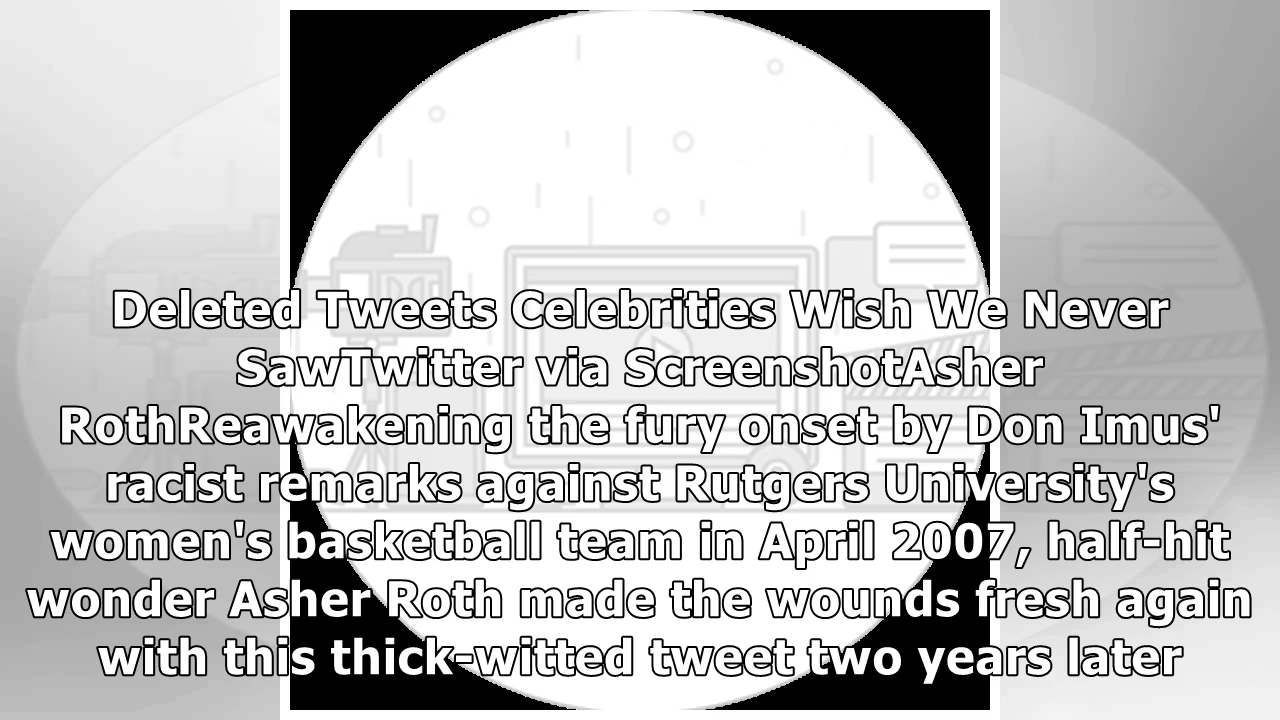 Deleted Tweets Celebrities Wish We Never
SawTwitter via ScreenshotAsher
RothReawakening the fury onset by Don Imus'
racist remarks against Rutgers University's
women's basketball team in April 2007, half-hit
wonder Asher Roth made the wounds fresh again
with this thick-witted tweet two years later